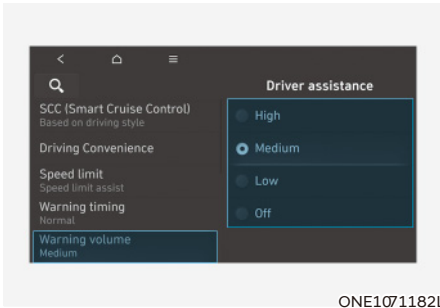 Driver assistance
SCC (Smart Cruise Control)
Based on driving style
Driving Convenience
Speed limit
Speed limit assist
Warning timing
Normal
Warning volume
Medium
High
Medium
Low
Off
ONE1071182L